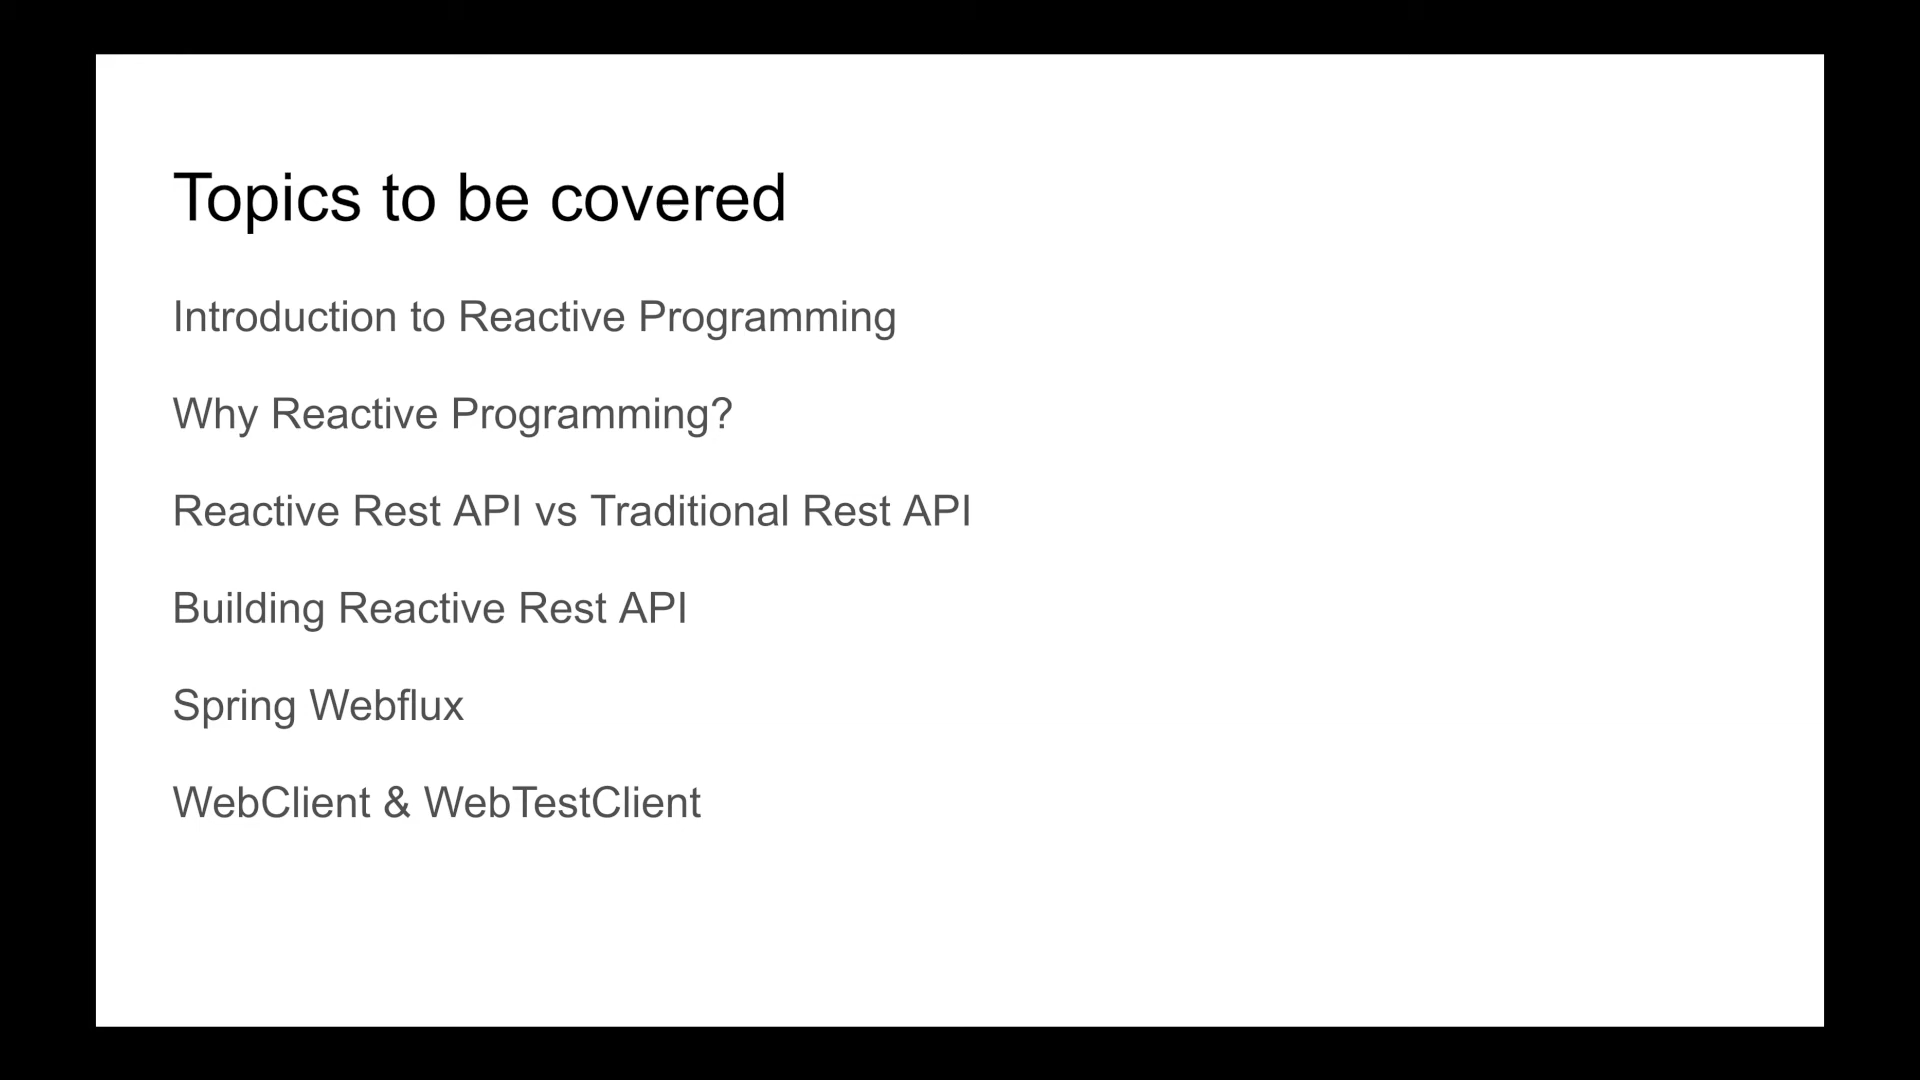 Topics to be covered
Introduction to Reactive Programming
Why Reactive Programming?
Reactive Rest API vs Traditional Rest API
Building Reactive Rest API
Spring Webflux
WebClient & WebTestClient